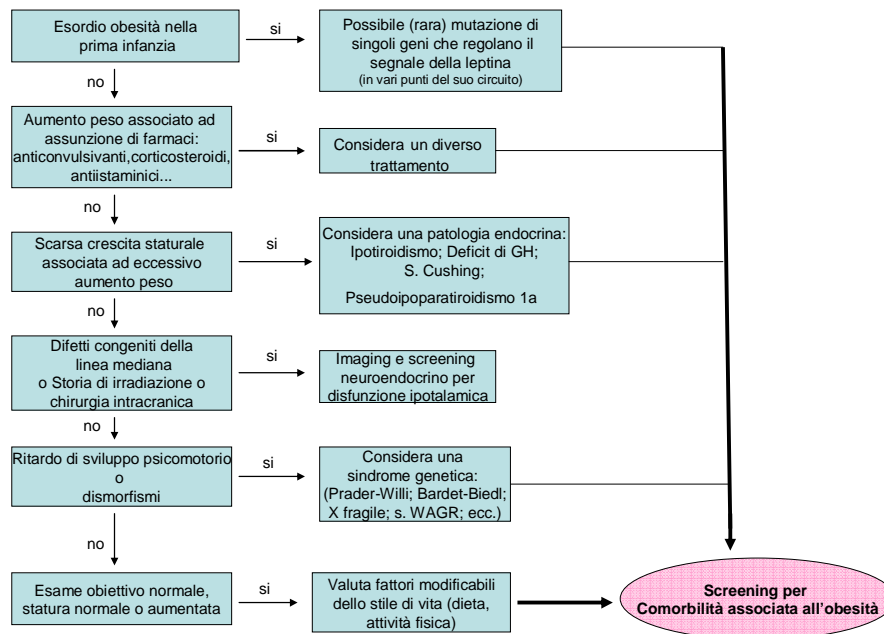 Esordio obesità nella
prima infanzia
si
Possibile (rara) mutazione di
singoli geni che regolano il
segnale della leptina
(in vari punti del suo circuito)
no
Aumento peso associato ad
assunzione di farmaci:
anticonvulsivanti,corticosteroidi,
antiistaminici...
si
Considera un diverso
trattamento
no
Scarsa crescita staturale
associata ad eccessivo
aumento peso
si
Considera una patologia endocrina:
Ipotiroidismo; Deficit di GH;
S. Cushing;
Pseudoipoparatiroidismo 1a
no
Difetti congeniti della
linea mediana
o Storia di irradiazione o
chirurgia intracranica
si
Imaging e screening
neuroendocrino per
disfunzione ipotalamica
no
Ritardo di sviluppo psicomotorio
o
dismorfismi
si
Considera una
sindrome genetica:
(Prader-Willi; Bardet-Biedl;
X fragile; s. WAGR; ecc.)
no
Esame obiettivo normale,
statura normale o aumentata
si
Valuta fattori modificabili
dello stile di vita (dieta,
attività fisica)
Screening per
Comorbilità associata all'obesità